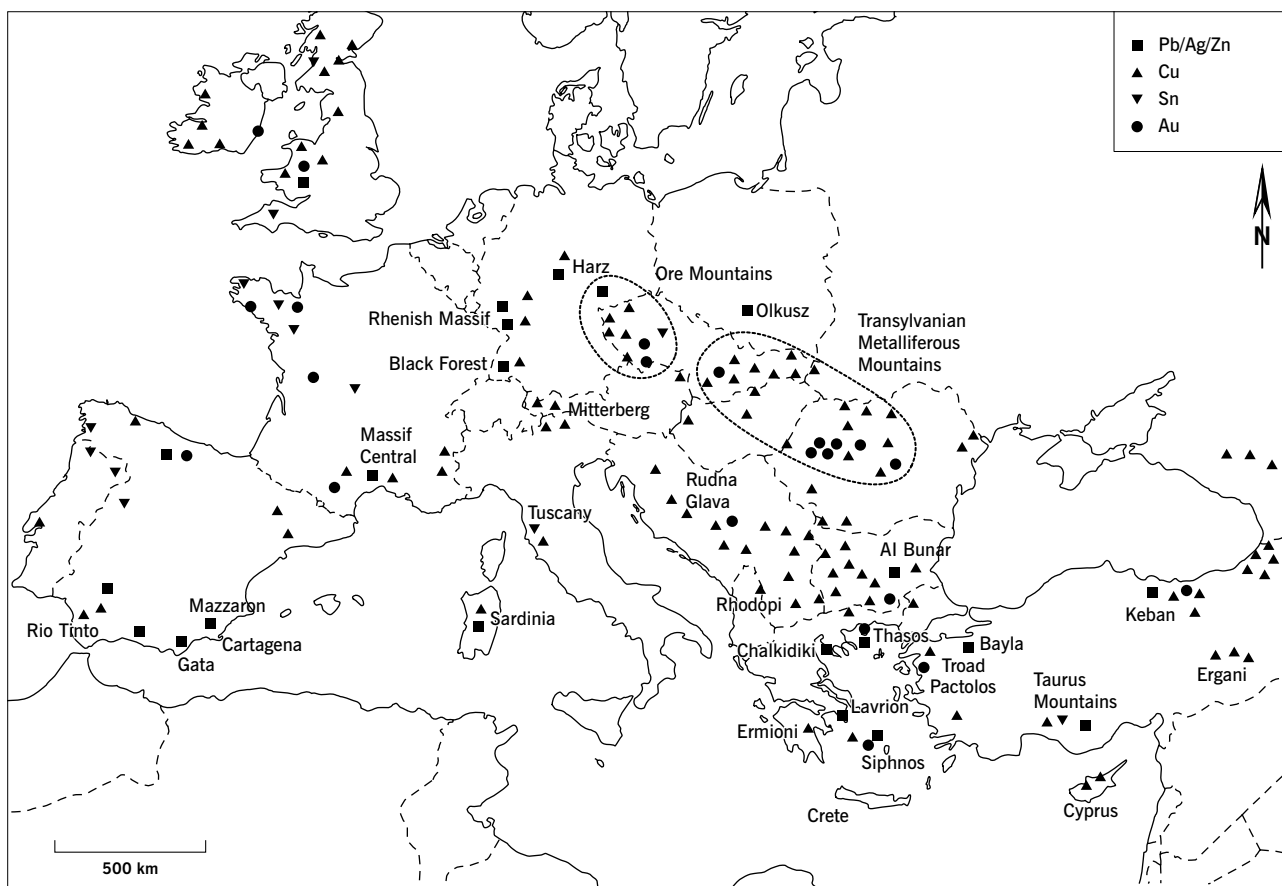 Pb/Ag/Zn
Cu
Sn
Au
N
Harz
Ore Mountains
Olkusz
Rhenish Massif
Transylvanian
Metalliferous
Mountains
Black Forest
Mitterberg
Massif
Central
Rudna
Glava
Tuscany
Al Bunar
Mazzaron
Rio Tinto
Cartagena
Gata
Sardinia
Rhodopi
Keban
Thasos
Chalkidiki
Bayla
Troad
Pactolos
Ergani
Taurus
Mountains
Lavrion
Ermioni
Siphnos
Crete
Cyprus
500 km